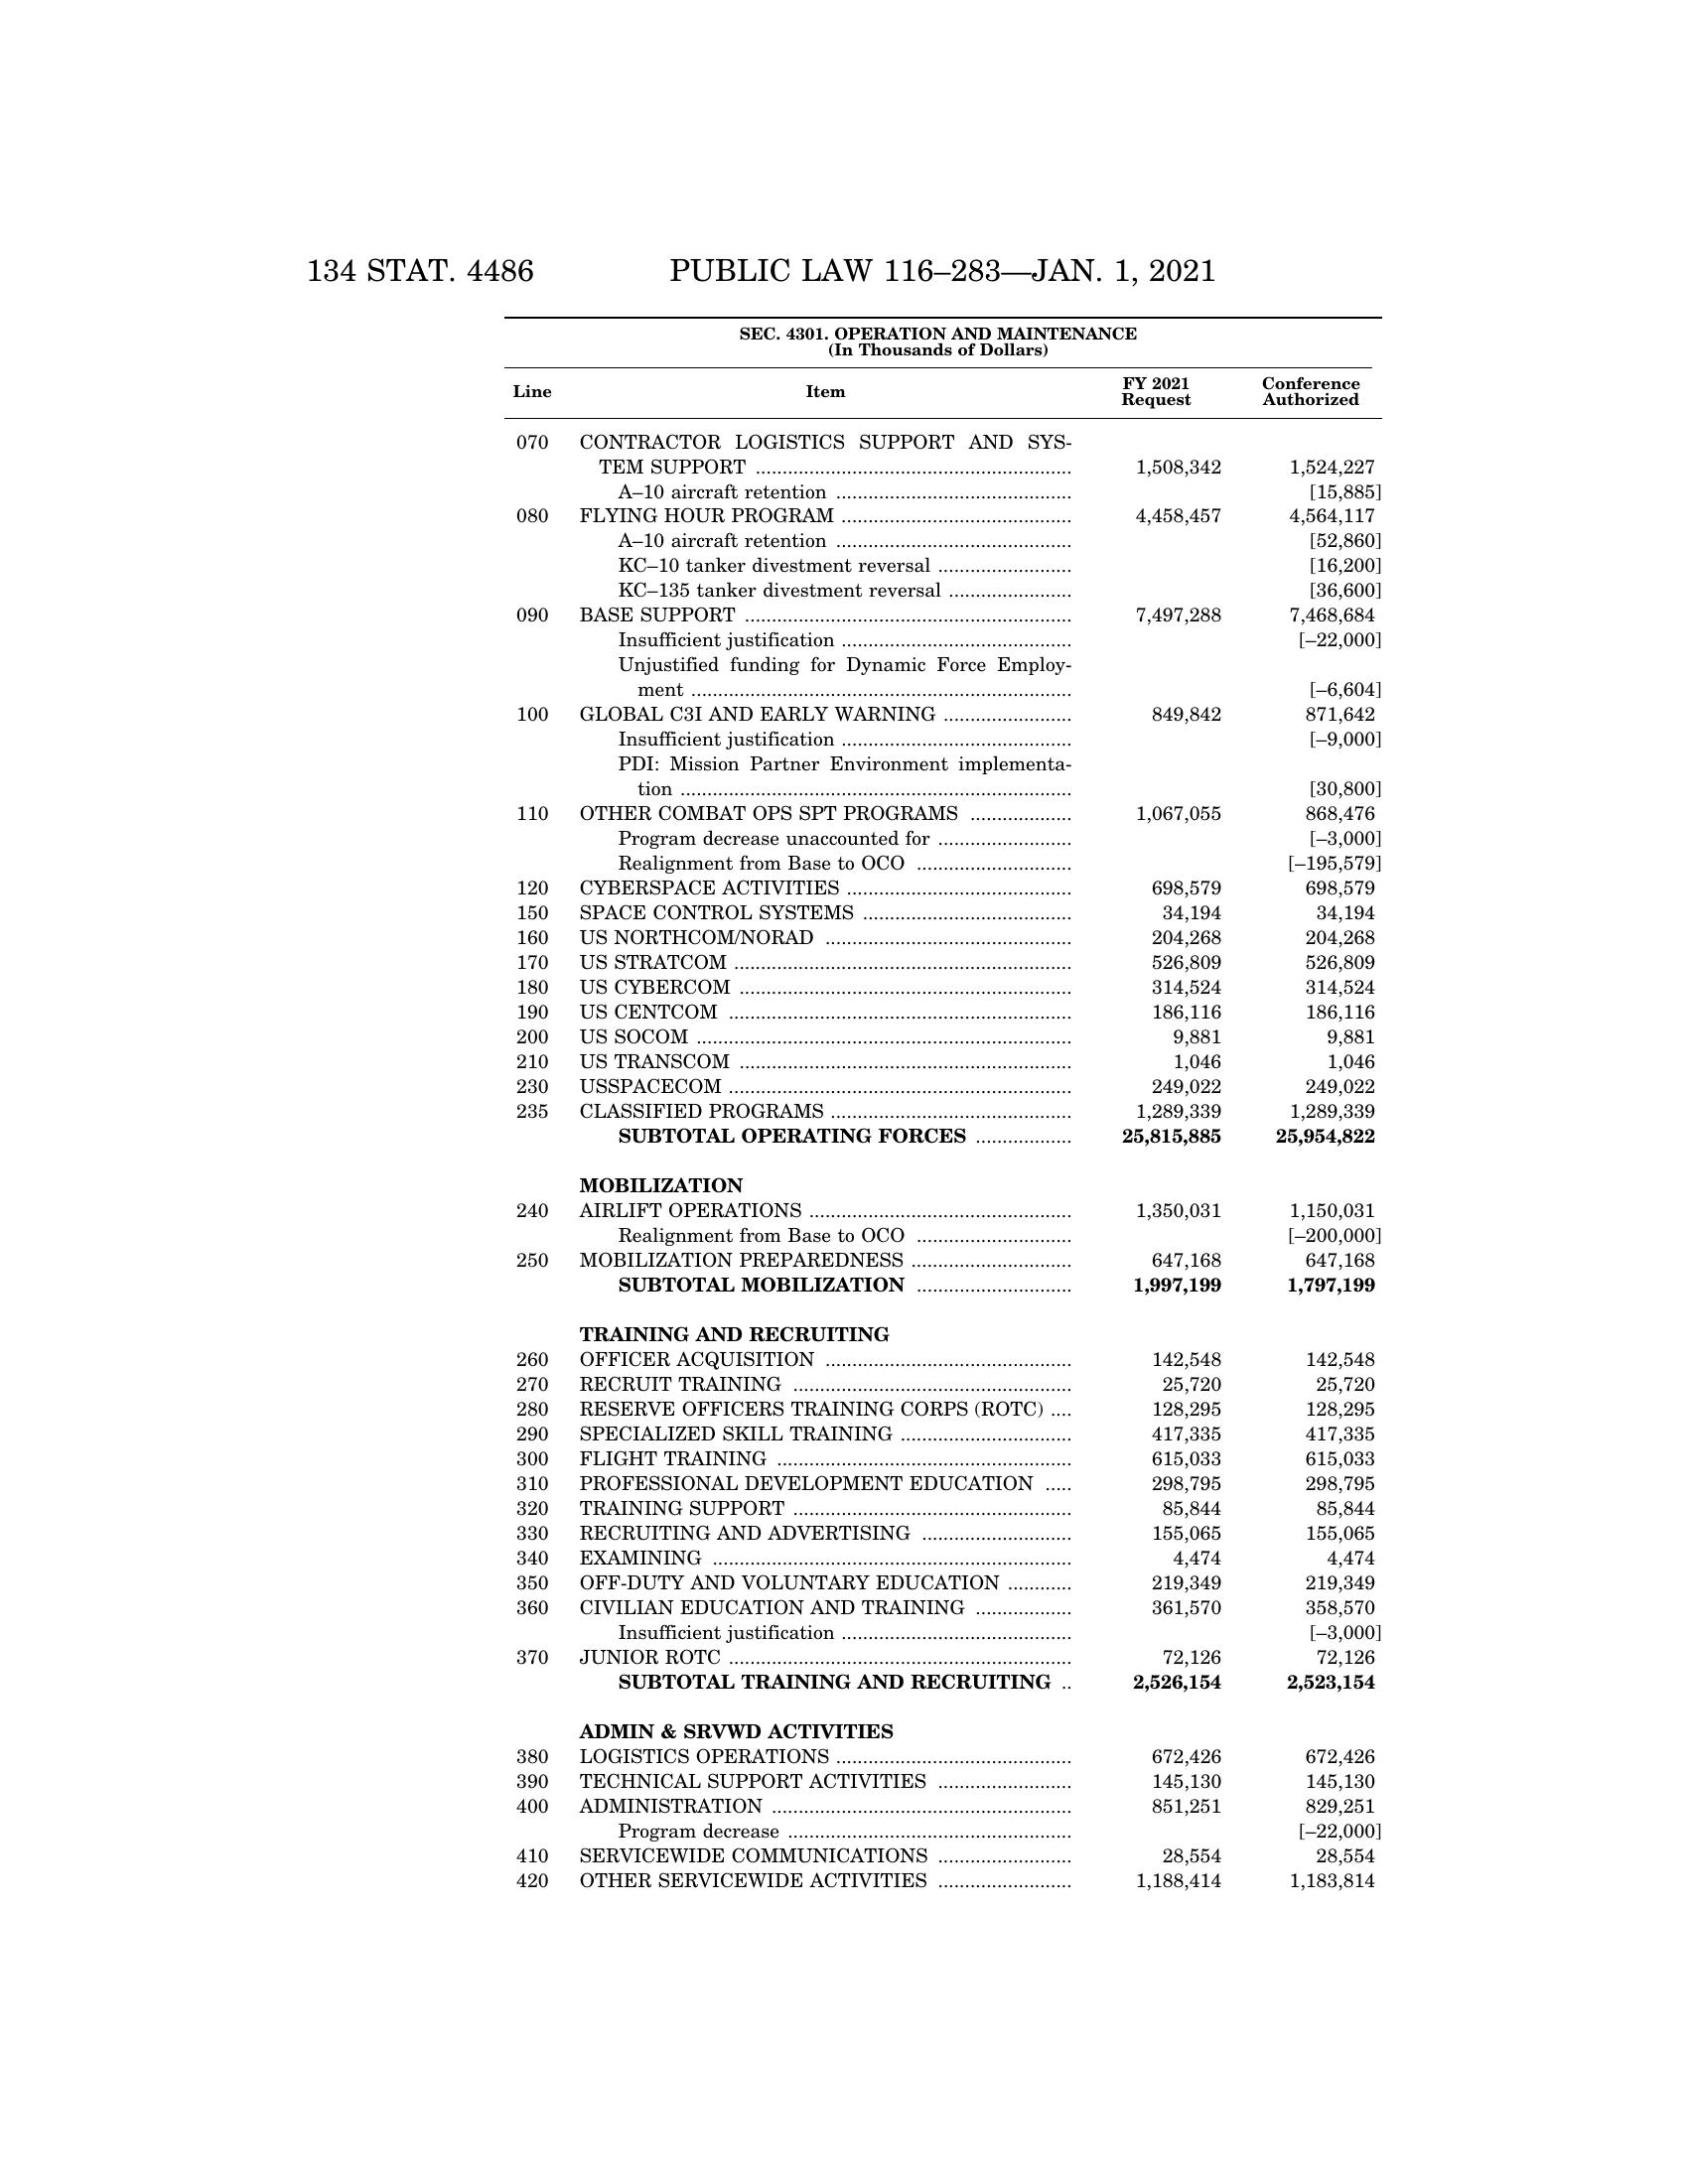 134 STAT. 4486 PUBLIC LAW 116–283—JAN. 1, 2021
SEC. 4301. OPERATION AND MAINTENANCE
(In Thousands of Dollars)
Line Item FY 2021 Request Conference Authorized
070 CONTRACTOR LOGISTICS SUPPORT AND SYS-
TEM SUPPORT ............................................................ 1,508,342 1,524,227
A–10 aircraft retention ............................................ [15,885]
080 FLYING HOUR PROGRAM ........................................... 4,458,457 4,564,117
A–10 aircraft retention ............................................ [52,860]
KC–10 tanker divestment reversal ......................... [16,200]
KC–135 tanker divestment reversal ....................... [36,600]
090 BASE SUPPORT ............................................................. 7,497,288 7,468,684
Insufficient justification ........................................... [–22,000]
Unjustified funding for Dynamic Force Employ-
ment ....................................................................... [–6,604]
100 GLOBAL C3I AND EARLY WARNING ........................ 849,842 871,642
Insufficient justification ........................................... [–9,000]
PDI: Mission Partner Environment implementa-
tion ......................................................................... [30,800]
110 OTHER COMBAT OPS SPT PROGRAMS ................... 1,067,055 868,476
Program decrease unaccounted for ......................... [–3,000]
Realignment from Base to OCO ............................. [–195,579]
120 CYBERSPACE ACTIVITIES .......................................... 698,579 698,579
150 SPACE CONTROL SYSTEMS ....................................... 34,194 34,194
160 US NORTHCOM/NORAD .............................................. 204,268 204,268
170 US STRATCOM ............................................................... 526,809 526,809
180 US CYBERCOM .............................................................. 314,524 314,524
190 US CENTCOM ................................................................ 186,116 186,116
200 US SOCOM ...................................................................... 9,881 9,881
210 US TRANSCOM .............................................................. 1,046 1,046
230 USSPACECOM ................................................................ 249,022 249,022
235 CLASSIFIED PROGRAMS ............................................. 1,289,339 1,289,339
SUBTOTAL OPERATING FORCES .................. 25,815,885 25,954,822
MOBILIZATION
240 AIRLIFT OPERATIONS ................................................. 1,350,031 1,150,031
Realignment from Base to OCO ............................. [–200,000]
250 MOBILIZATION PREPAREDNESS .............................. 647,168 647,168
SUBTOTAL MOBILIZATION ............................. 1,997,199 1,797,199
TRAINING AND RECRUITING
260 OFFICER ACQUISITION .............................................. 142,548 142,548
270 RECRUIT TRAINING .................................................... 25,720 25,720
280 RESERVE OFFICERS TRAINING CORPS (ROTC) .... 128,295 128,295
290 SPECIALIZED SKILL TRAINING ................................ 417,335 417,335
300 FLIGHT TRAINING ....................................................... 615,033 615,033
310 PROFESSIONAL DEVELOPMENT EDUCATION ..... 298,795 298,795
320 TRAINING SUPPORT .................................................... 85,844 85,844
330 RECRUITING AND ADVERTISING ............................ 155,065 155,065
340 EXAMINING ................................................................... 4,474 4,474
350 OFF-DUTY AND VOLUNTARY EDUCATION ............ 219,349 219,349
360 CIVILIAN EDUCATION AND TRAINING .................. 361,570 358,570
Insufficient justification ........................................... [–3,000]
370 JUNIOR ROTC ................................................................ 72,126 72,126
SUBTOTAL TRAINING AND RECRUITING .. 2,526,154 2,523,154
ADMIN & SRVWD ACTIVITIES
380 LOGISTICS OPERATIONS ............................................ 672,426 672,426
390 TECHNICAL SUPPORT ACTIVITIES ......................... 145,130 145,130
400 ADMINISTRATION ........................................................ 851,251 829,251
Program decrease ..................................................... [–22,000]
410 SERVICEWIDE COMMUNICATIONS ......................... 28,554 28,554
420 OTHER SERVICEWIDE ACTIVITIES ......................... 1,188,414 1,183,814